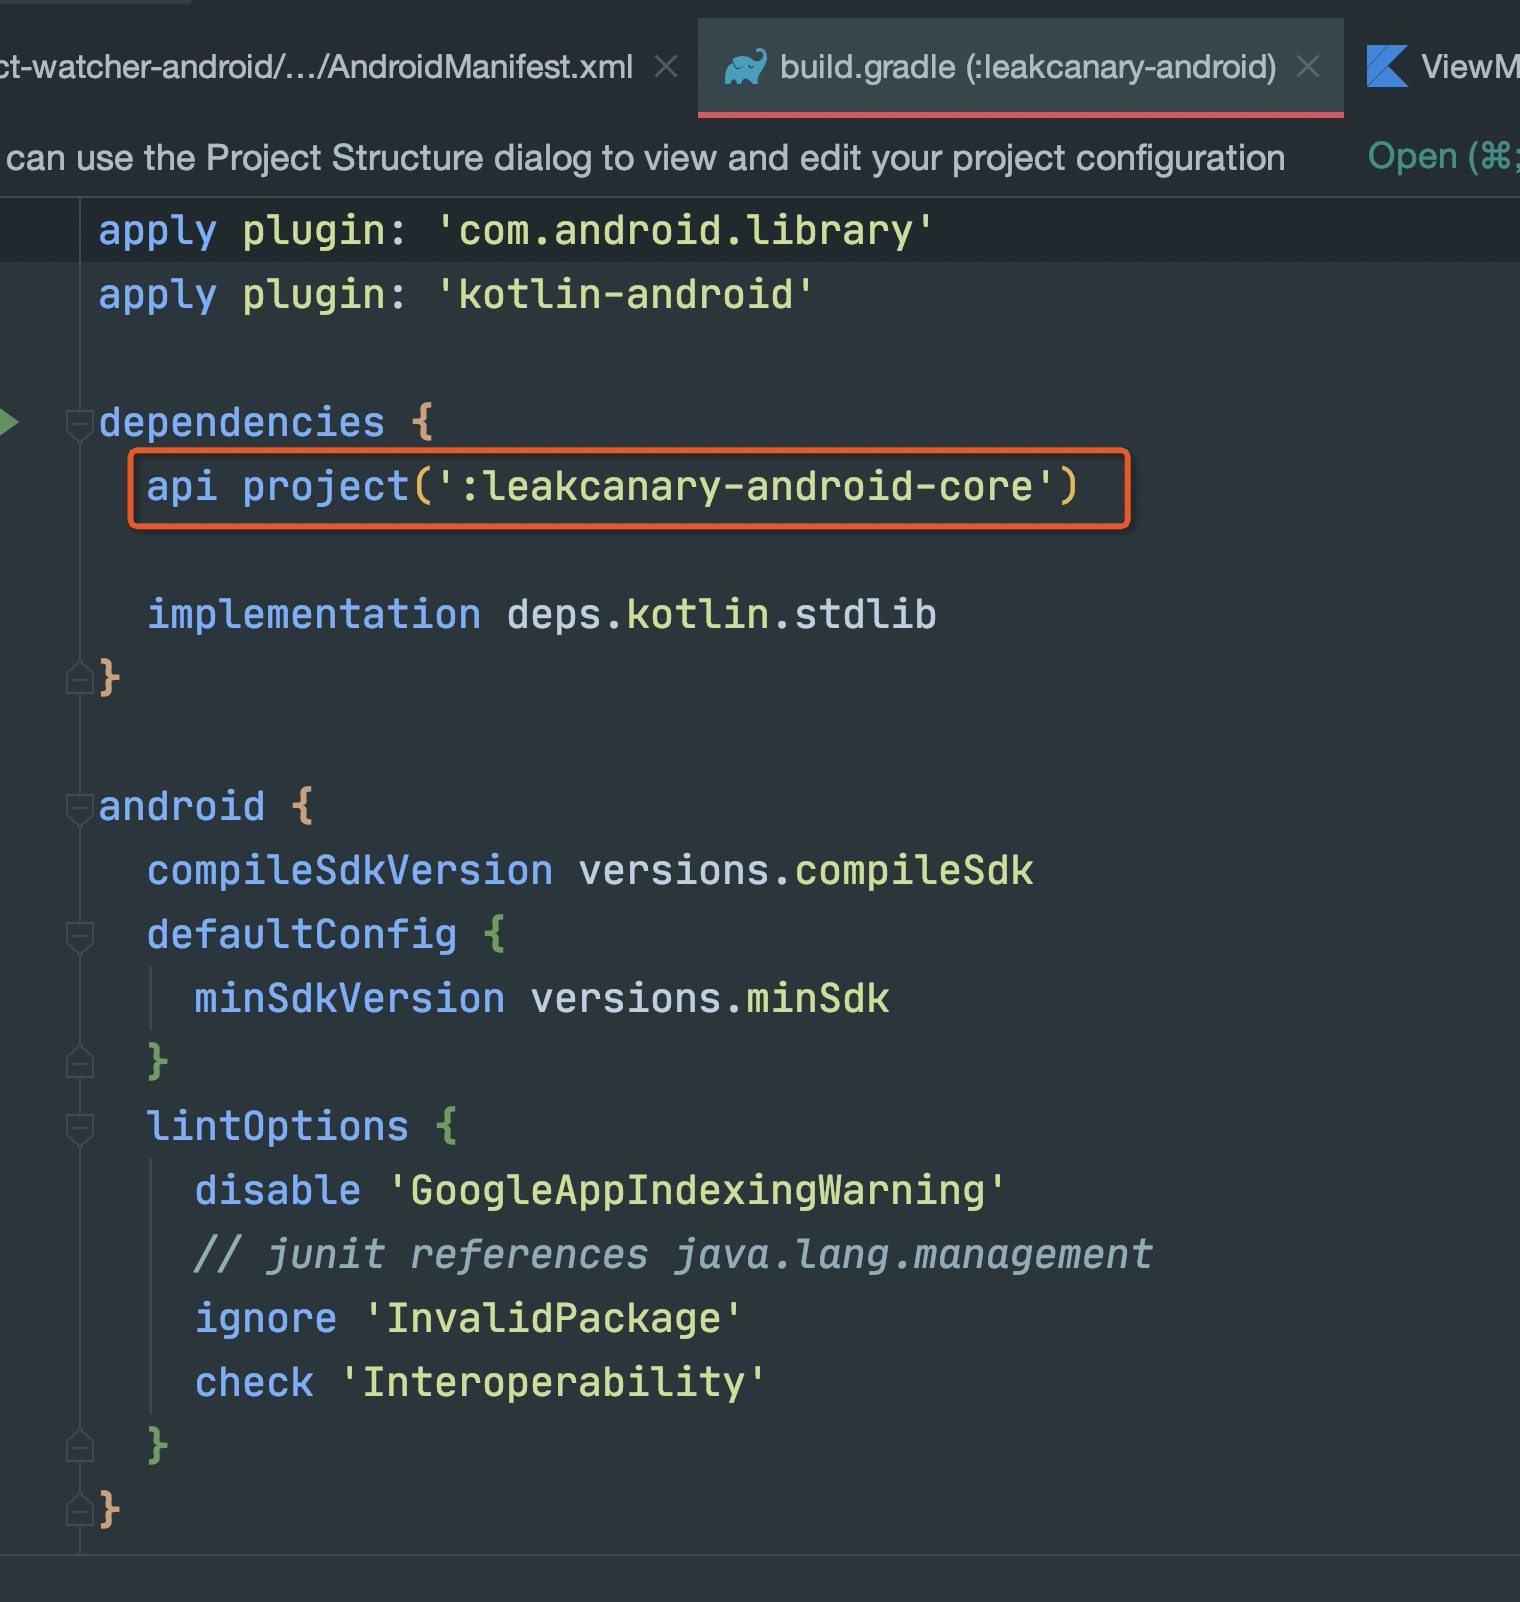 ct-watcher-android/.../AndroidManifest.xml build.gradle (:leakcanary-android) ViewM
can use the Project Structure dialog to view and edit your project configuration Open (⌘;
apply plugin: 'com.android.library'
apply plugin: 'kotlin-android'
dependencies {
api project(':leakcanary-android-core')
implementation deps.kotlin.stdlib
}
android {
compileSdkVersion versions.compileSdk
defaultConfig {
minSdkVersion versions.minSdk
}
lintOptions {
disable 'GoogleAppIndexingWarning'
// junit references java.lang.management
ignore 'InvalidPackage'
check 'Interoperability'
}
}